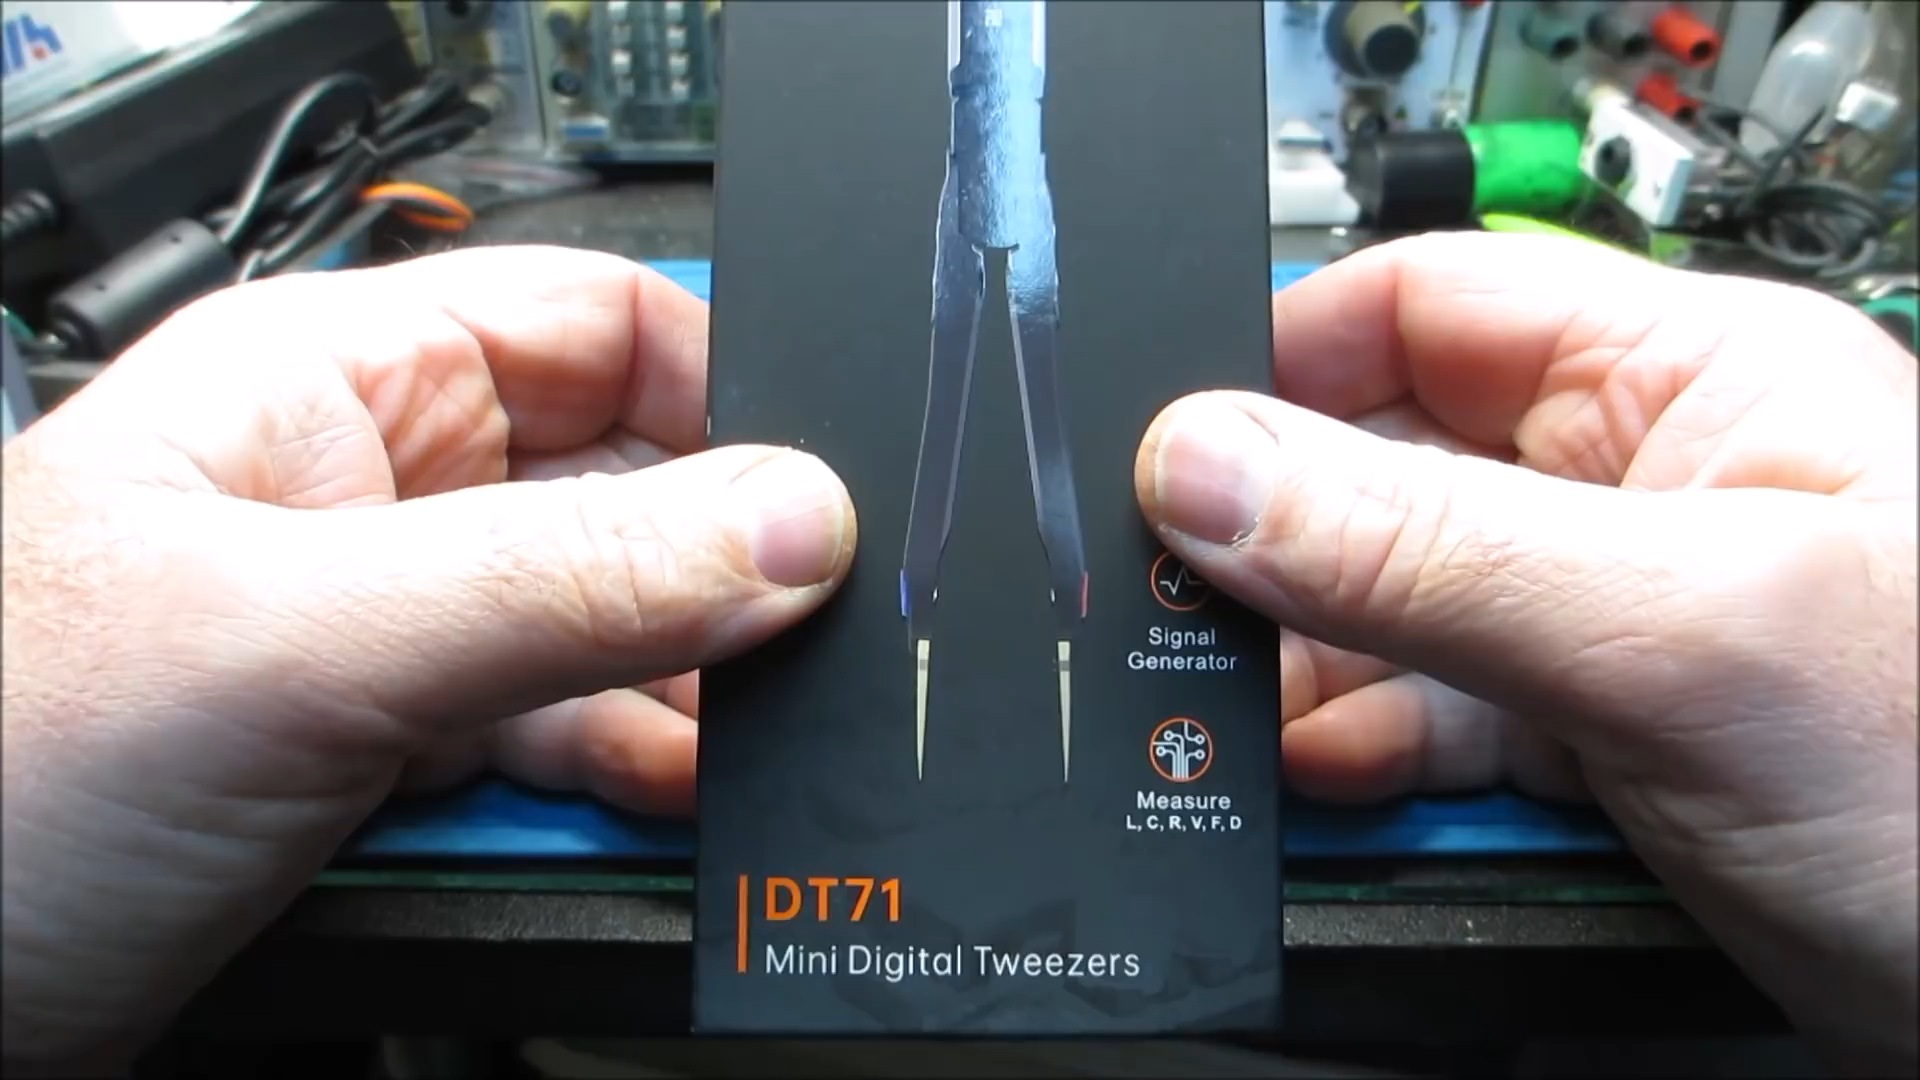 Signal
Generator
Measure
L, C, R, V, F, D
DT71
Mini Digital Tweezers